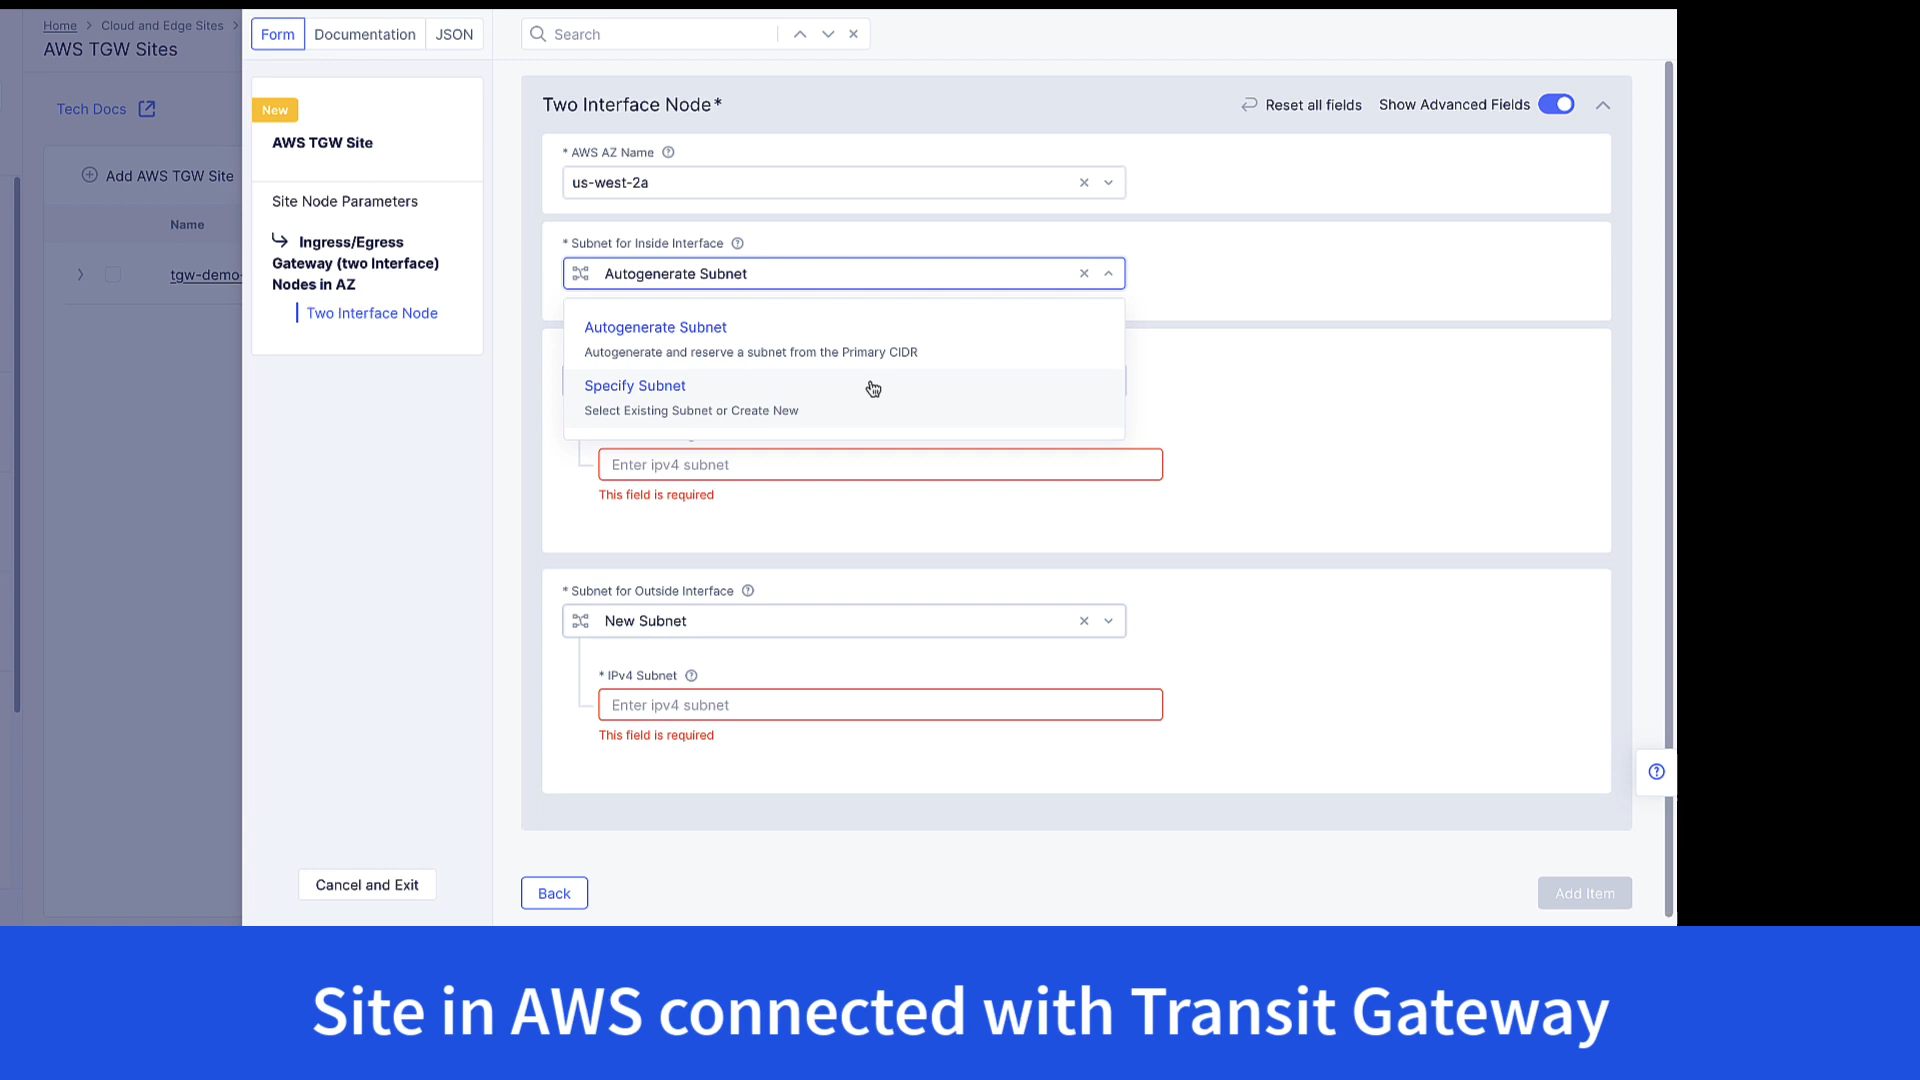 Home > Cloud and Edge Sites >
AWS TGW Sites
Tech Docs
Add AWS TGW Site
Name
tgw-demo-
Form
Documentation
JSON
Search
New
AWS TGW Site
Site Node Parameters
Ingress/Egress
Gateway (two Interface)
Nodes in AZ
Two Interface Node
Cancel and Exit
Two Interface Node*
Reset all fields
Show Advanced Fields
* AWS AZ Name
us-west-2a
* Subnet for Inside Interface
Autogenerate Subnet
Autogenerate Subnet
Autogenerate and reserve a subnet from the Primary CIDR
Specify Subnet
Select Existing Subnet or Create New
Enter ipv4 subnet
This field is required
* Subnet for Outside Interface
New Subnet
* IPv4 Subnet
Enter ipv4 subnet
This field is required
Back
Add Item
Site in AWS connected with Transit Gateway